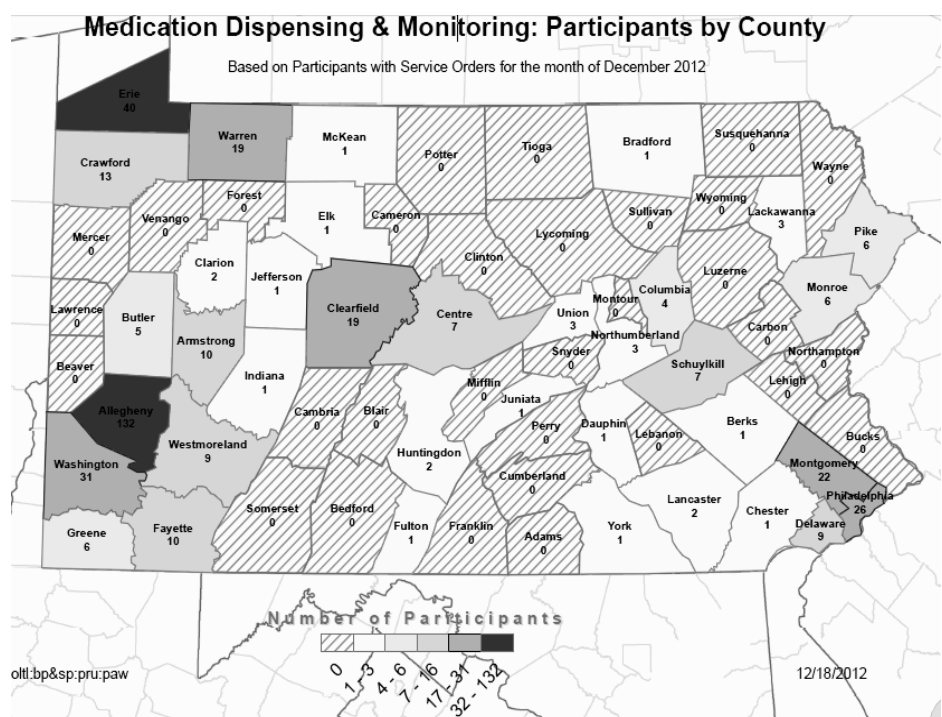 Medication Dispensing & Monitoring: Participants by County
Based on Participants with Service Orders for the month of December 2012
Erie
40
Warren
19
McKean
1
Potter
0
Tioga
0
Bradford
1
Susquehanna
0
Wayne
0
Crawford
13
Forest
0
Venango
0
Elk
1
Cameron
0
Lycoming
0
Sullivan
0
Wyoming
0
Lackawanna
3
Pike
6
Mercer
0
Clarion
2
Jefferson
1
Clinton
0
Luzerne
0
Monroe
6
Lawrence
0
Butler
5
Armstrong
10
Clearfield
19
Centre
7
Union
3
Montour
0
Columbia
4
Northumberland
3
Carbon
0
Northampton
0
Beaver
0
Indiana
1
Snyder
0
Schuylkill
7
Lehigh
0
Allegheny
132
Cambria
0
Blair
0
Mifflin
0
Juniata
1
Perry
0
Dauphin
1
Lebanon
0
Berks
1
Bucks
0
Washington
31
Westmoreland
9
Huntingdon
2
Cumberland
0
Montgomery
22
Philadelphia
26
Greene
6
Fayette
10
Somerset
0
Bedford
0
Fulton
1
Franklin
0
Adams
0
York
1
Lancaster
2
Chester
1
Delaware
9
Number of Participants
0
1 - 3
4 - 6
7 - 16
17 - 31
32 - 132
oltl:bp&sp:pru:paw
12/18/2012